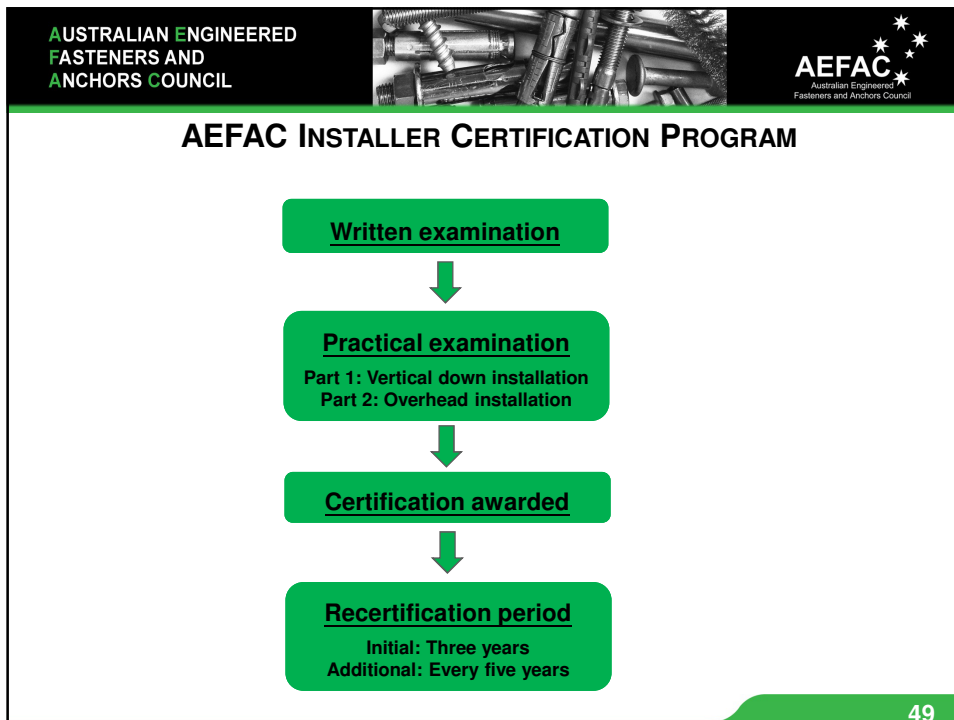 AUSTRALIAN ENGINEERED
FASTENERS AND
ANCHORS COUNCIL
AEFAC
Australian Engineered
Fasteners and Anchors Council
AEFAC INSTALLER CERTIFICATION PROGRAM
Written examination
Practical examination
Part 1: Vertical down installation
Part 2: Overhead installation
Certification awarded
Recertification period
Initial: Three years
Additional: Every five years
49